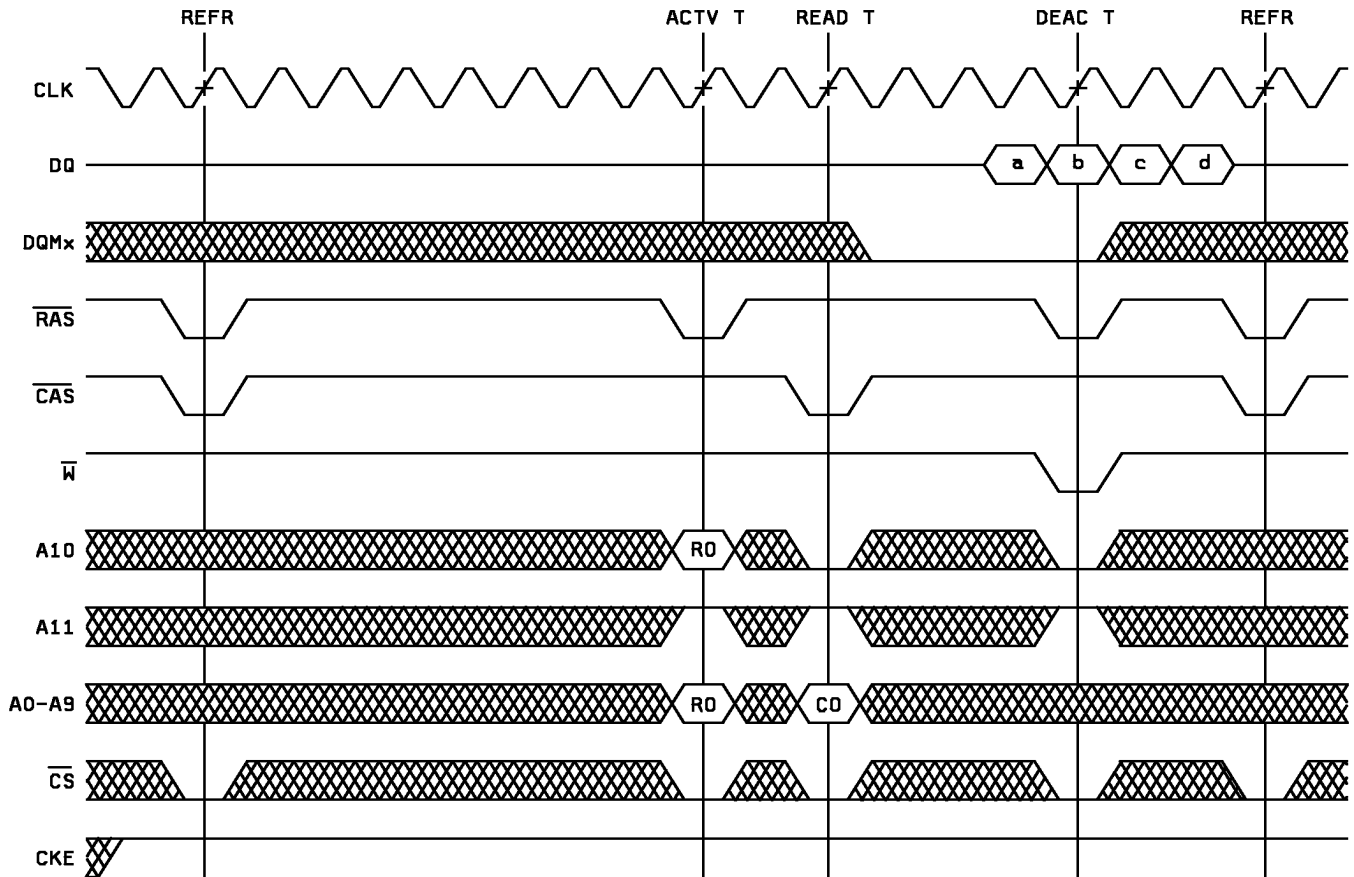 REFR ACTV T READ T DEAC T REFR
CLK
DQ a b c d
DQMx
RAS
CAS
W
A10 R0
A11
A0-A9 R0 C0
CS
CKE